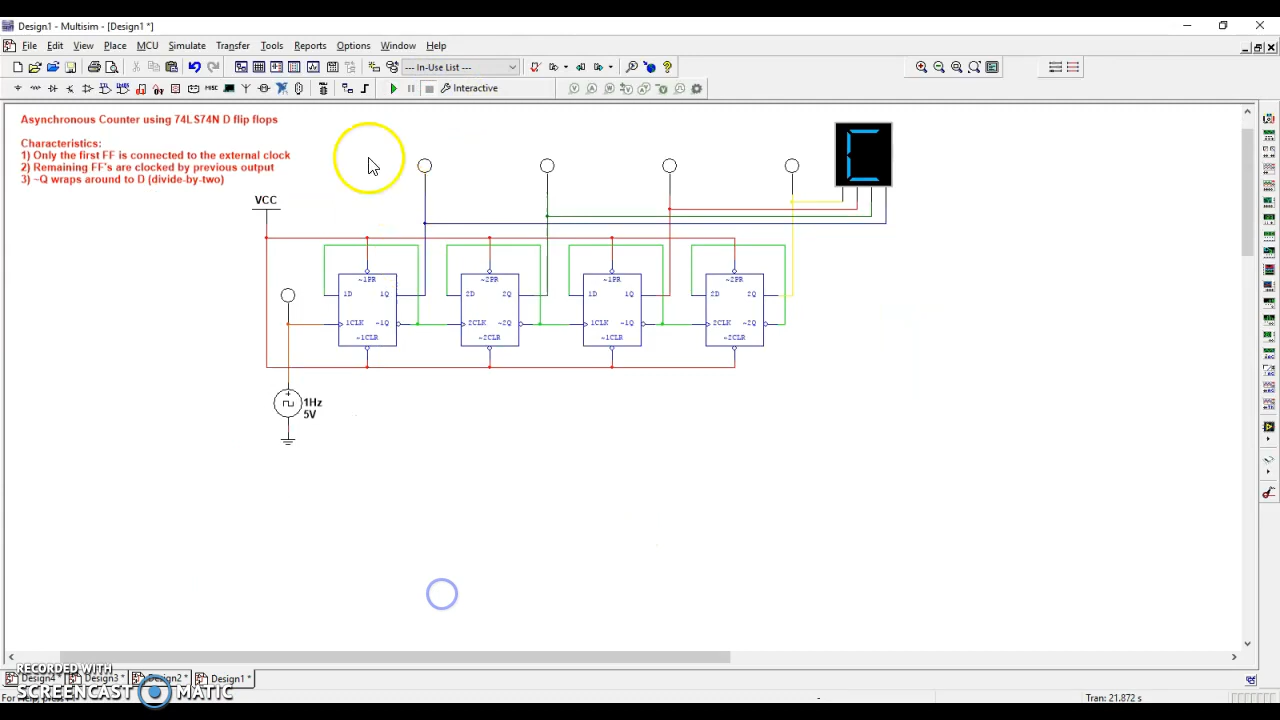 Design1 - Multisim - [Design1 *]
File Edit View Place MCU Simulate Transfer Tools Reports Options Window Help
--- In-Use List ---
Interactive
Asynchronous Counter using 74LS74N D flip flops
Characteristics:
1) Only the first FF is connected to the external clock
2) Remaining FF's are clocked by previous output
3) ~Q wraps around to D (divide-by-two)
VCC
~1PR ~2PR ~1PR ~2PR
1D 1Q 2D 2Q 1D 1Q 2D 2Q
1CLK ~1Q 2CLK ~2Q 1CLK ~1Q 2CLK ~2Q
~1CLR ~2CLR ~1CLR ~2CLR
C
1Hz
5V
RECORDED WITH
Design4 * Design3 * Design2 * Design1 *
SCREENCAST MATIC
For Help, press
Tran: 21.872 s